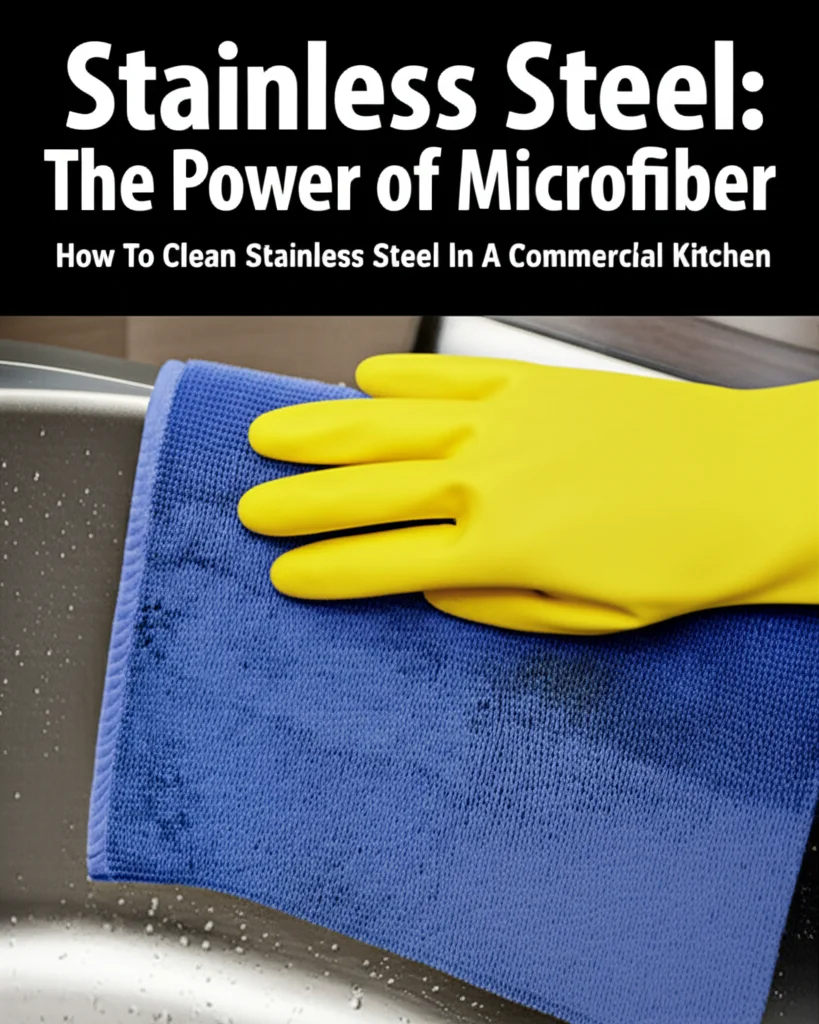 Stainless Steel:
The Power of Microfiber
How To Clean Stainless Steel In A Commercial Kitchen